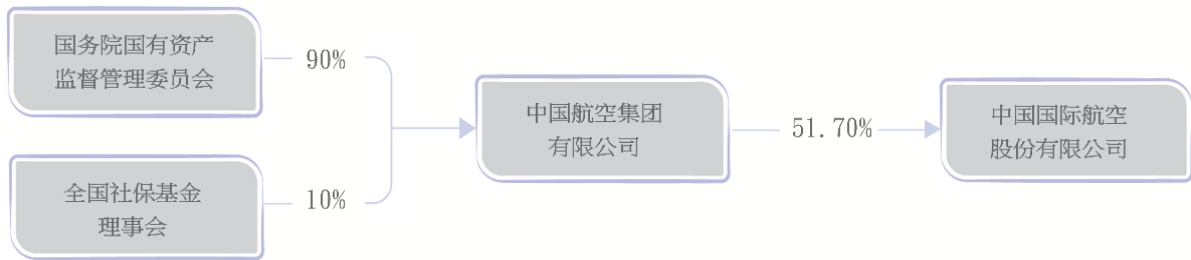 国务院国有资产
监督管理委员会
90%
全国社保基金
理事会
10%
中国航空集团
有限公司
51.70%
中国国际航空
股份有限公司